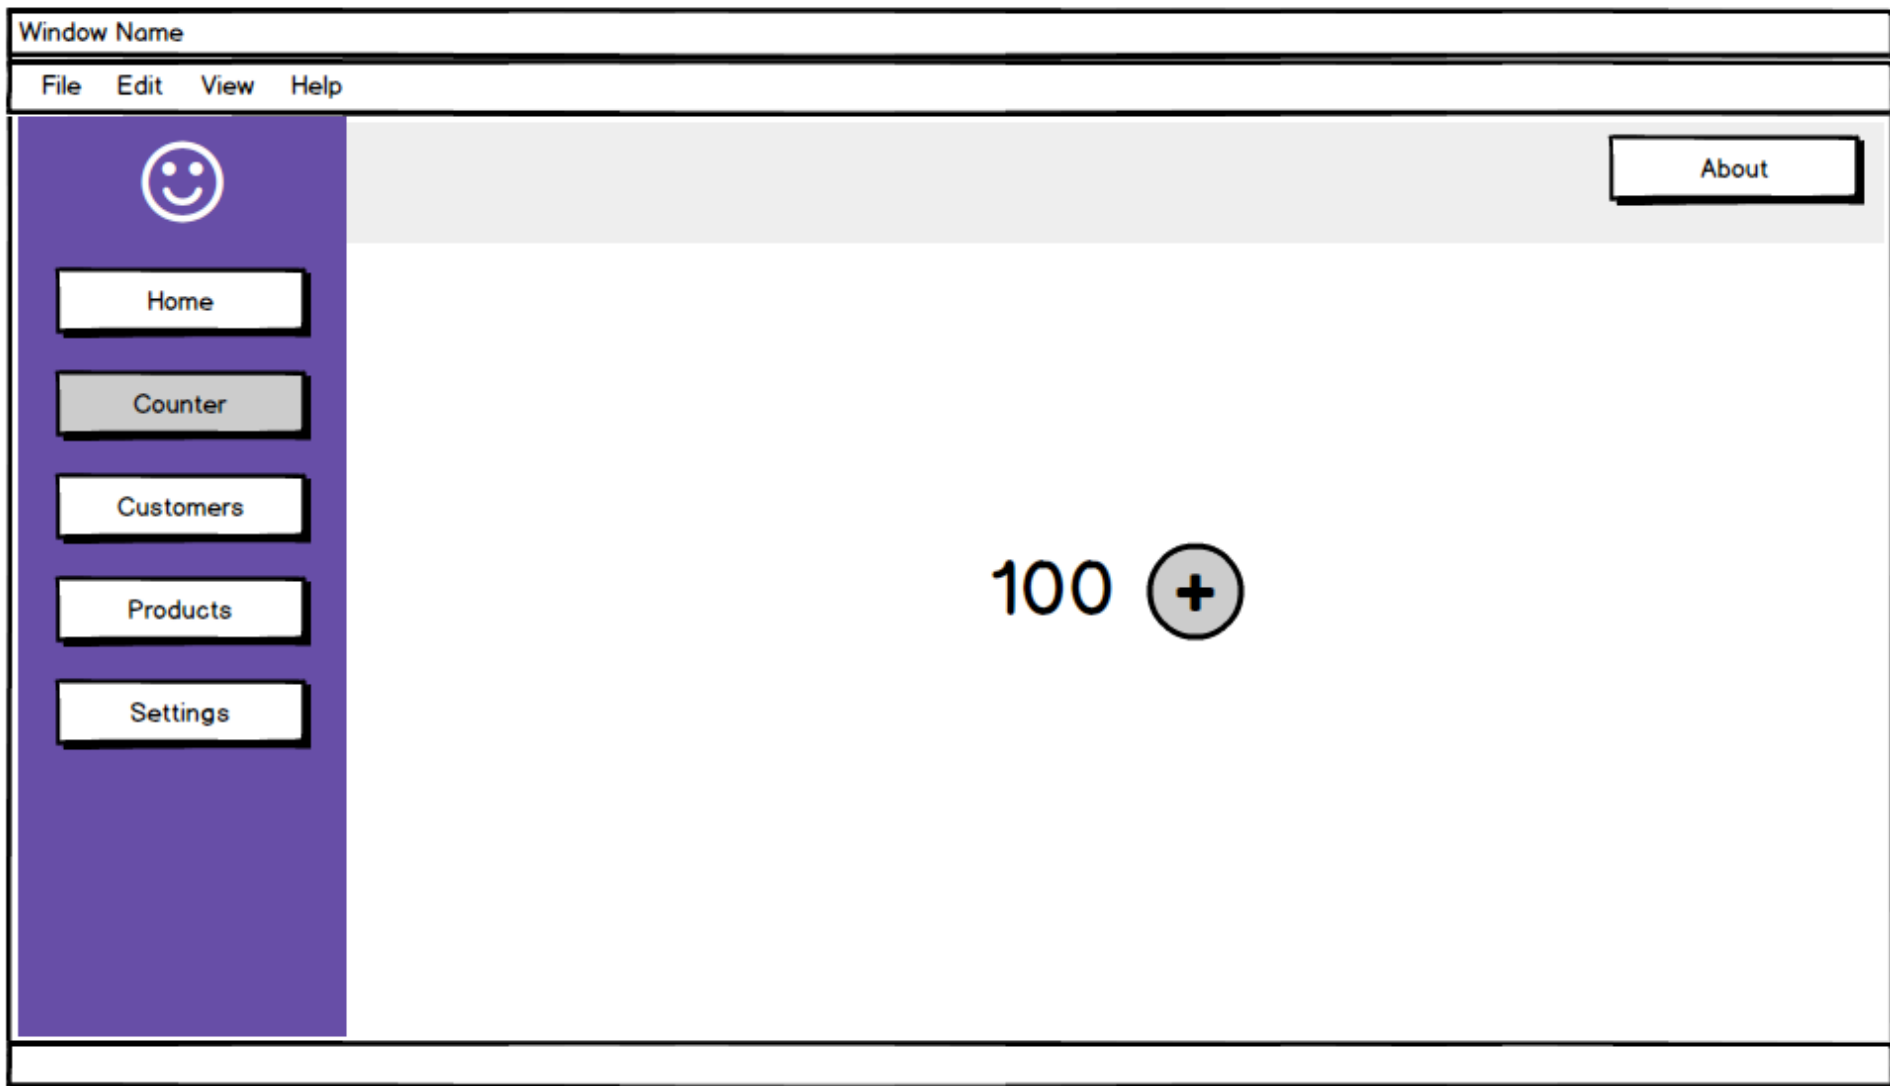 Window Name
File Edit View Help
About
Home
Counter
Customers
Products
Settings
100 +